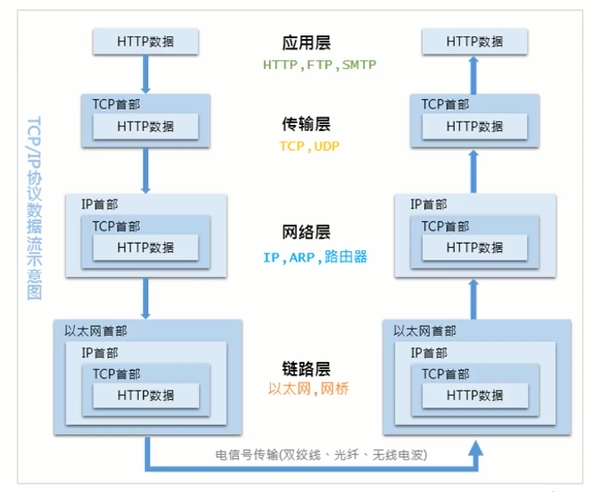 TCP/IP协议数据流示意图
HTTP数据
应用层
HTTP数据
HTTP,FTP,SMTP
TCP首部
HTTP数据
传输层
TCP,UDP
TCP首部
HTTP数据
IP首部
TCP首部
HTTP数据
网络层
IP,ARP,路由器
IP首部
TCP首部
HTTP数据
以太网首部
IP首部
TCP首部
HTTP数据
链路层
以太网,网桥
以太网首部
IP首部
TCP首部
HTTP数据
电信号传输(双绞线、光纤、无线电波)